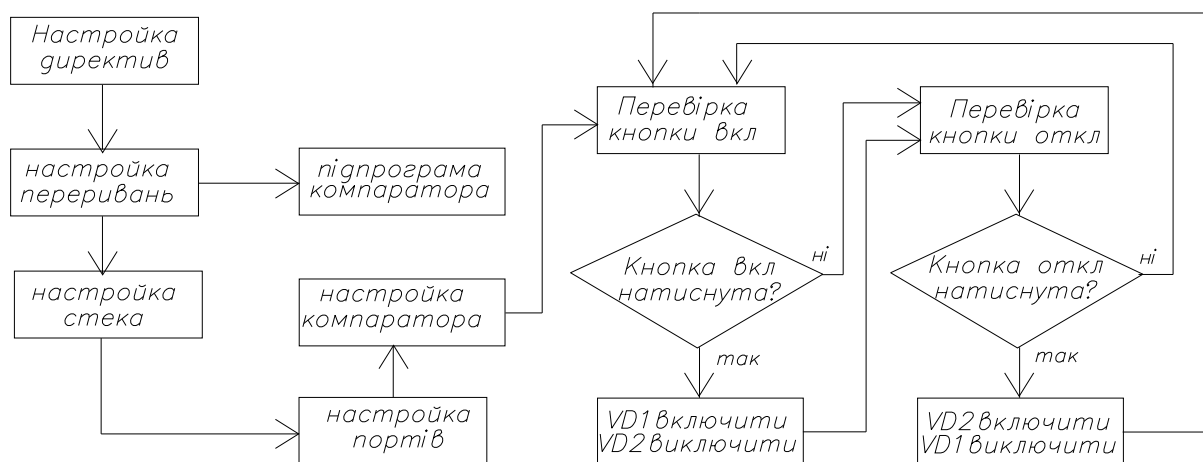 Настройка
директив
настройка
переривань
підпрограма
компаратора
настройка
стека
настройка
компаратора
настройка
портів
Перевірка
кнопки вкл
Кнопка вкл
натиснута?
ні
так
VD1 включити
VD2 виключити
Перевірка
кнопки откл
Кнопка откл
натиснута?
ні
так
VD2 включити
VD1 виключити